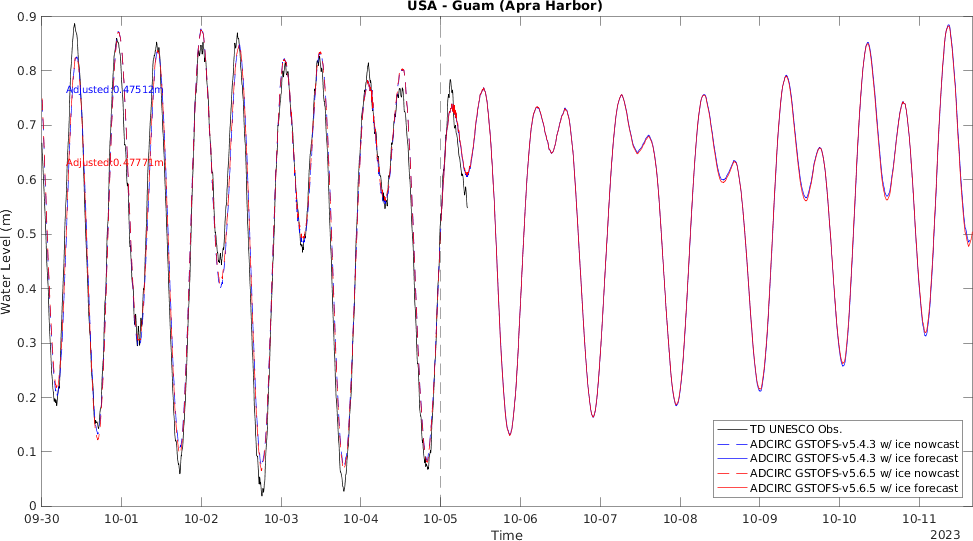 USA - Guam (Apra Harbor)
0.9
0.8
0.7
0.6
0.5
0.4
0.3
0.2
0.1
0
Water Level (m)
Adjusted:0.47512m
Adjusted:0.47771m
TD UNESCO Obs.
ADCIRC GSTOFS-v5.4.3 w/ ice nowcast
ADCIRC GSTOFS-v5.4.3 w/ ice forecast
ADCIRC GSTOFS-v5.6.5 w/ ice nowcast
ADCIRC GSTOFS-v5.6.5 w/ ice forecast
09-30 10-01 10-02 10-03 10-04 10-05 10-06 10-07 10-08 10-09 10-10 10-11
Time
2023